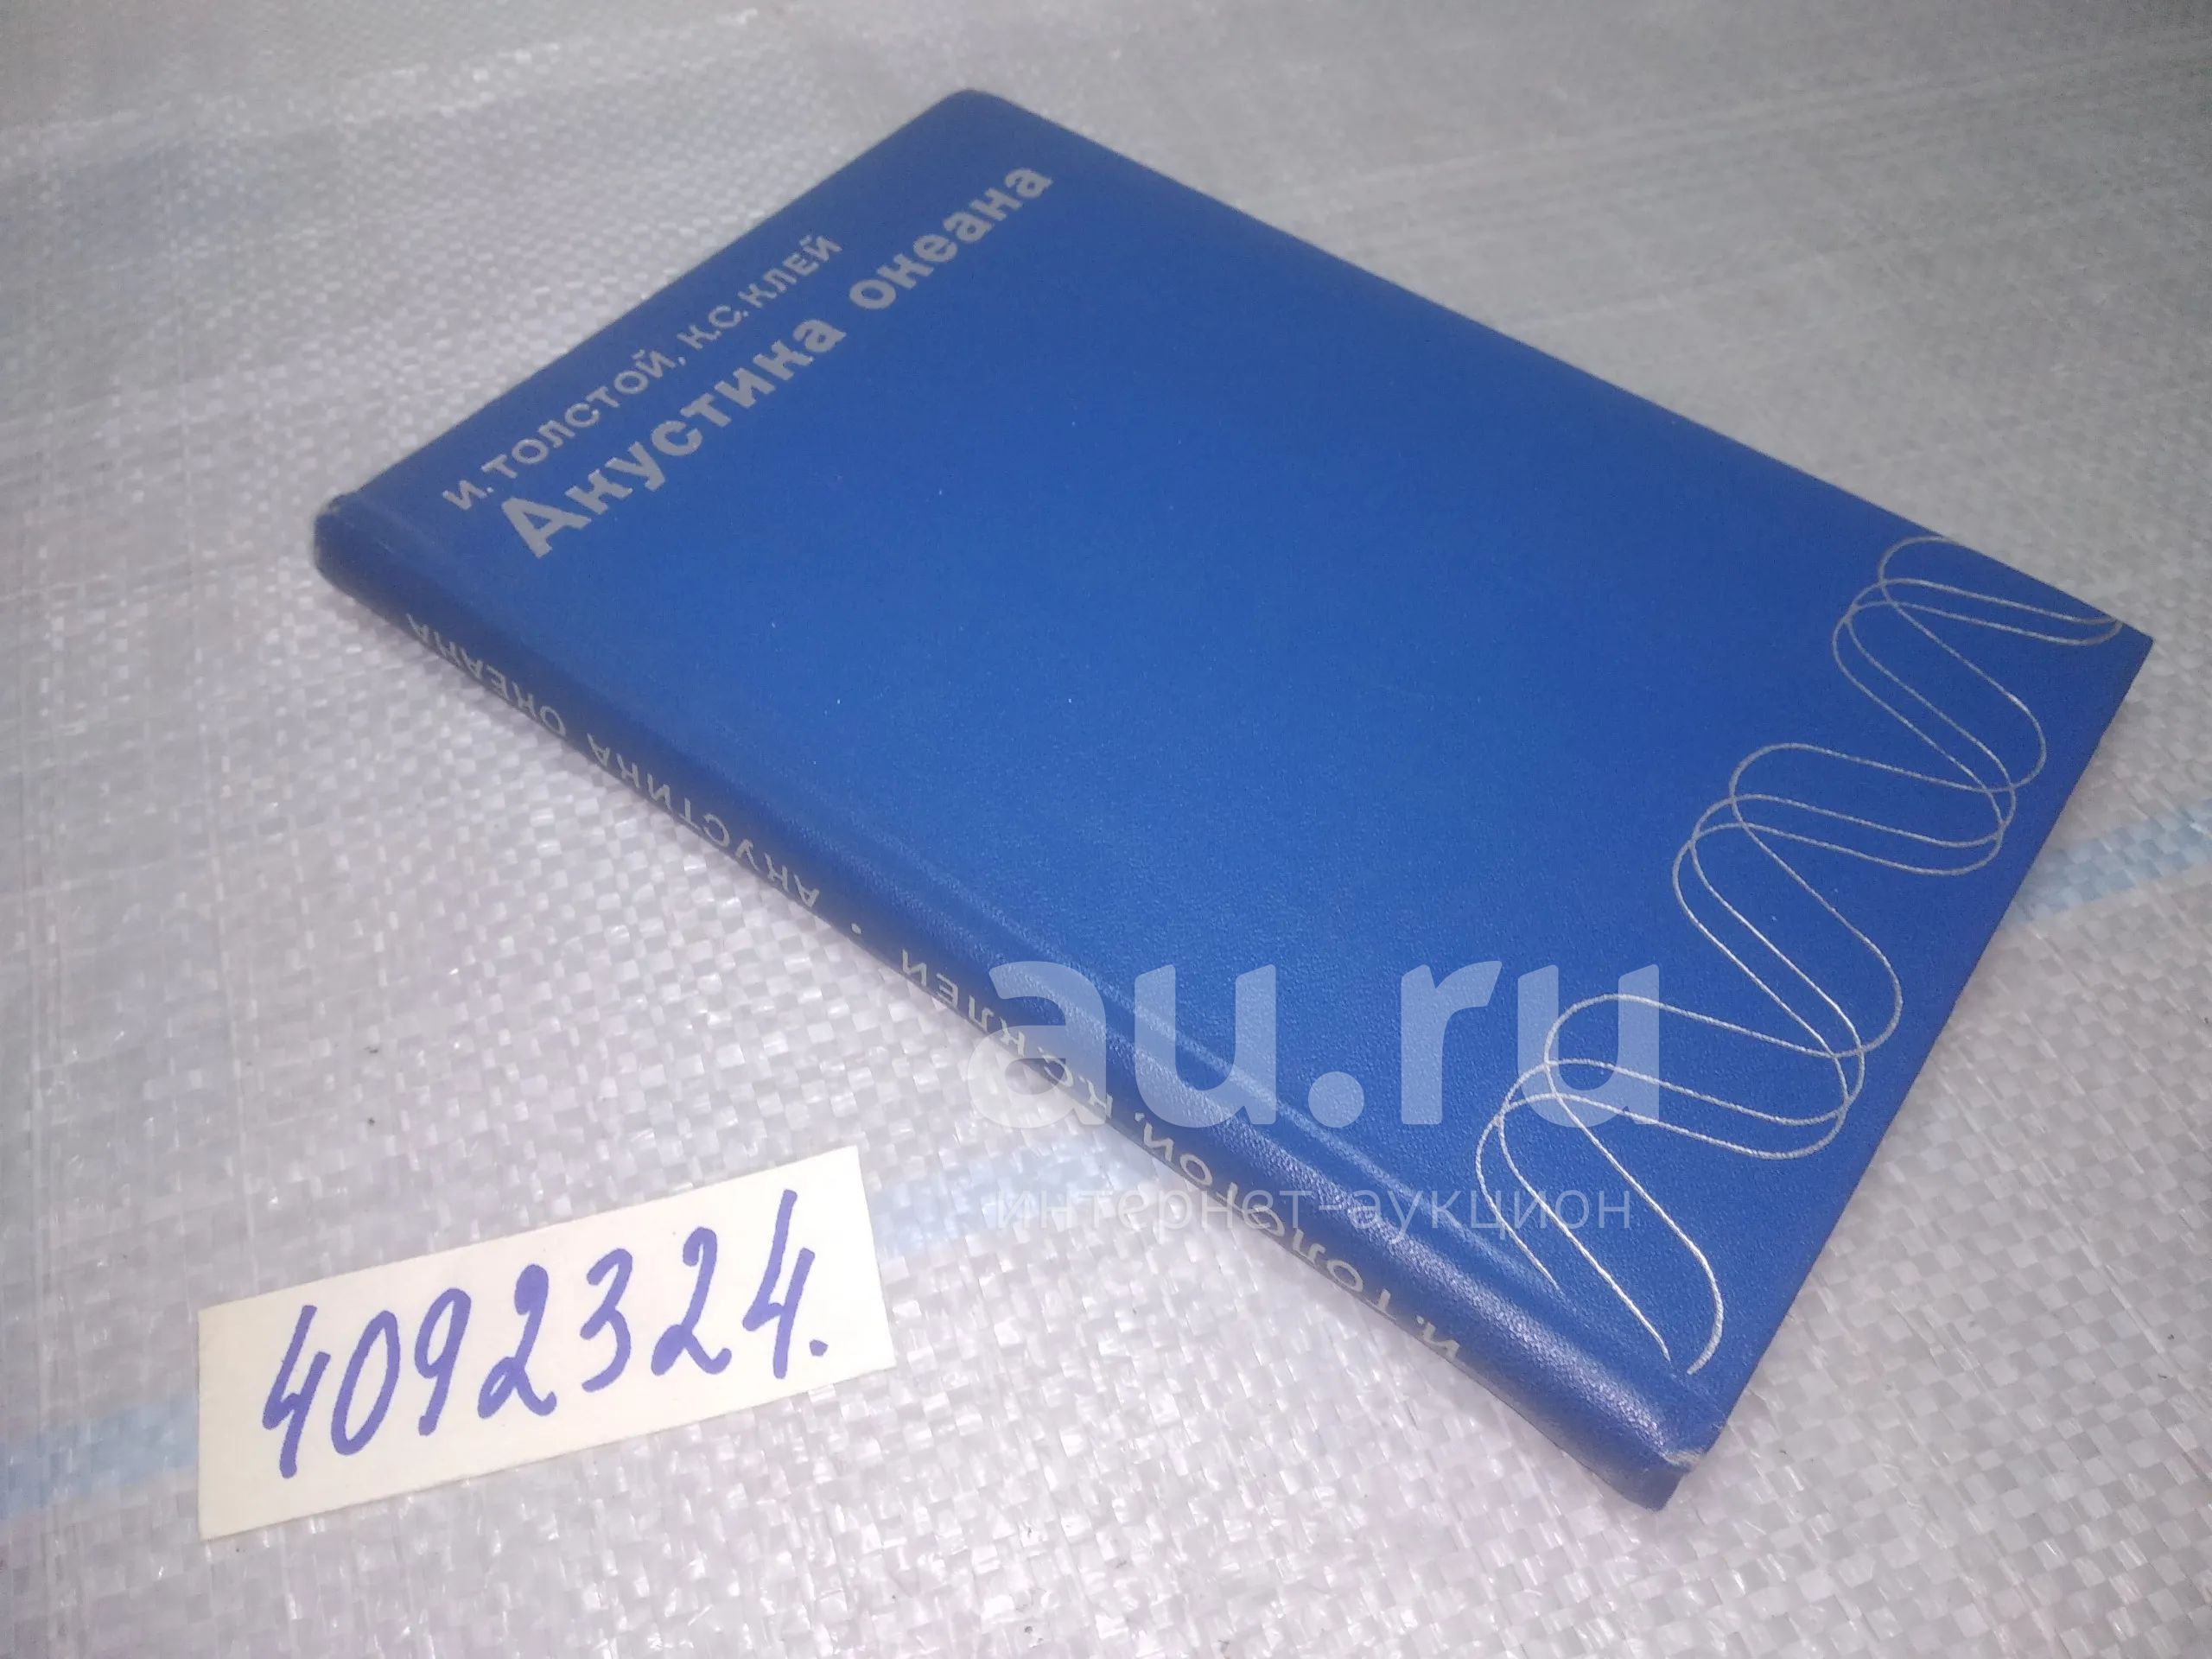 И. ТОЛСТОЙ, К.С. КЛЕЙ
Акустика океана
И. ТОЛСТОЙ, К.С. КЛЕЙ • АКУСТИКА ОКЕАНА
au.ru
интернет-аукцион
4092324.